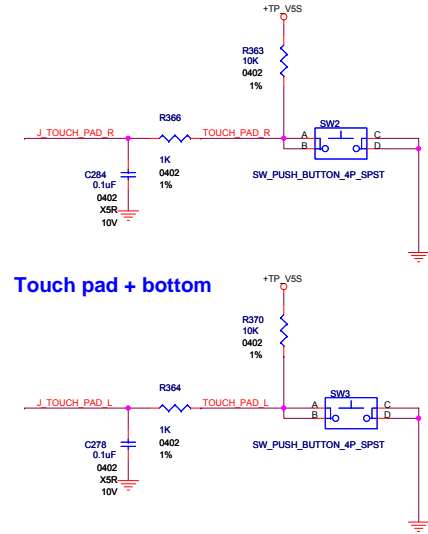 +TP_V5S
R363
10K
0402
1%
R366
SW2
J_TOUCH_PAD_R
TOUCH_PAD_R
A
C
B
D
1K
0402
1%
C284
0.1uF
0402
X5R
10V
SW_PUSH_BUTTON_4P_SPST
Touch pad + bottom
+TP_V5S
R370
10K
0402
1%
R364
SW3
J_TOUCH_PAD_L
TOUCH_PAD_L
A
C
B
D
1K
0402
1%
C278
0.1uF
0402
X5R
10V
SW_PUSH_BUTTON_4P_SPST